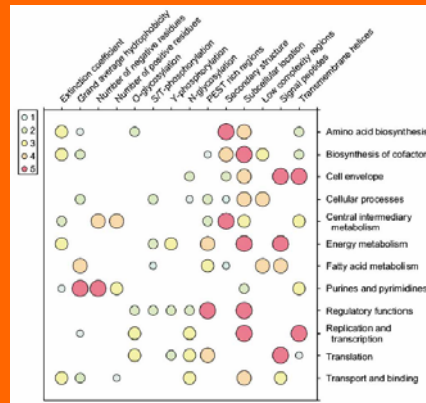 Extinction coefficient
Grand average hydrophobicity
Number of negative residues
Number of positive residues
O-glycosylation
S/T-phosphorylation
Y-phosphorylation
N-glycosylation
PEST rich regions
Secondary structure
Subcellular location
Low complexity regions
Signal peptides
Transmembrane helices
1
2
3
4
5
Amino acid biosynthesis
Biosynthesis of cofactor
Cell envelope
Cellular processes
Central intermediary
metabolism
Energy metabolism
Fatty acid metabolism
Purines and pyrimidines
Regulatory functions
Replication and
transcription
Translation
Transport and binding